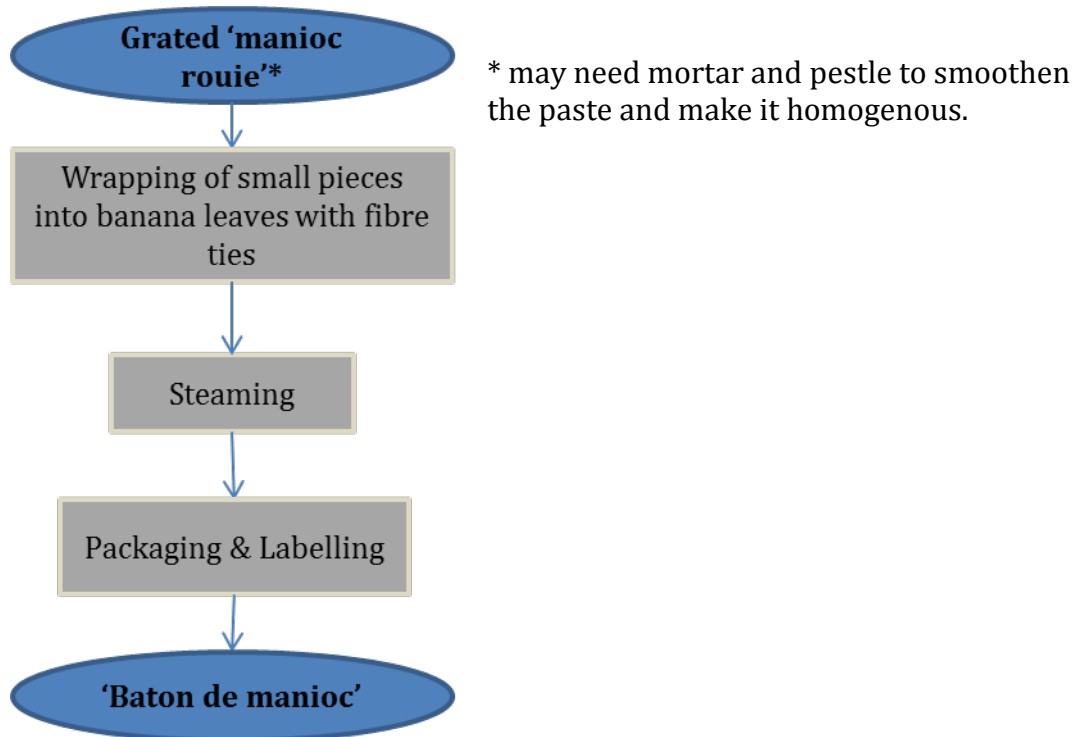 Grated ‘manioc
rouie’*
* may need mortar and pestle to smoothen
the paste and make it homogenous.
Wrapping of small pieces
into banana leaves with fibre
ties
Steaming
Packaging & Labelling
‘Baton de manioc’